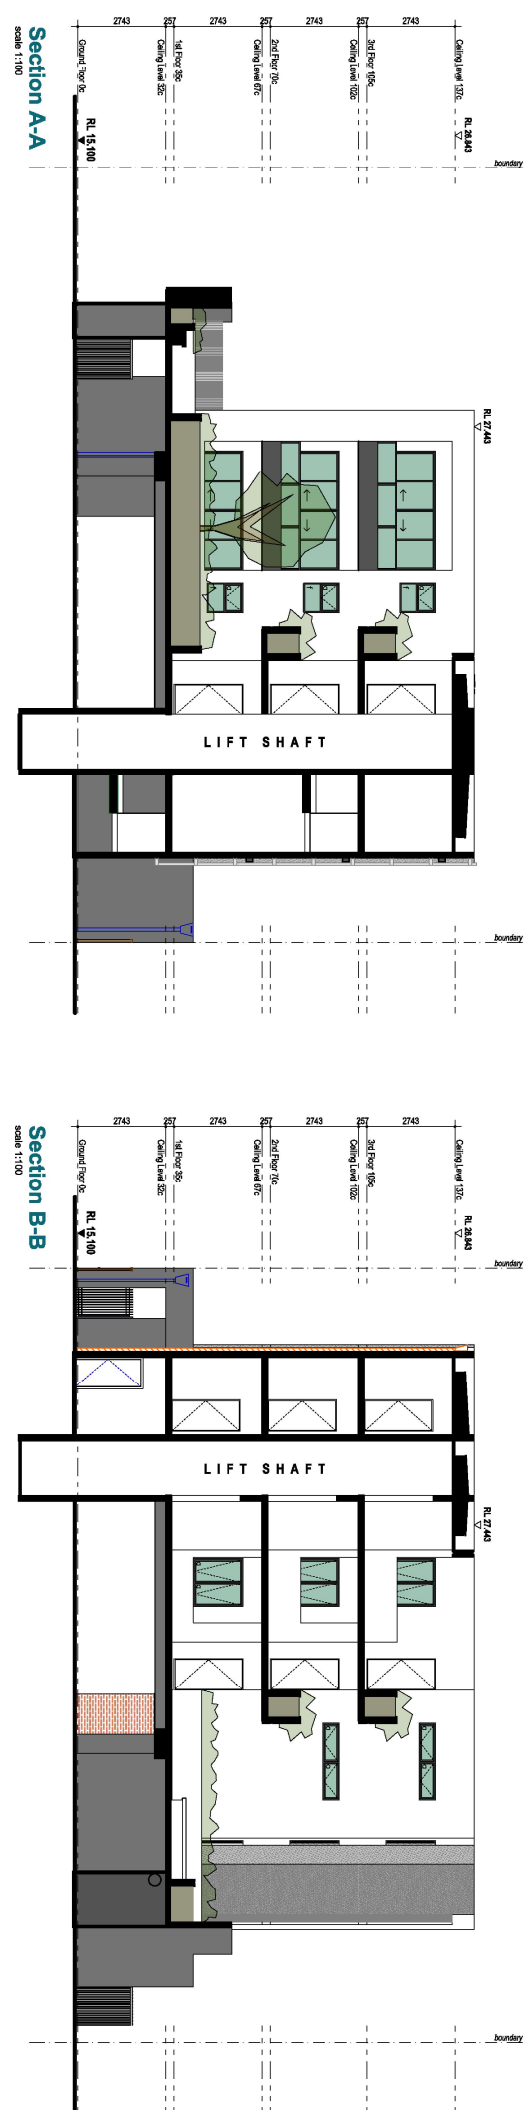 2743
257
2743
257
2743
257
2743
Ground Floor 0c
Ceiling Level 32c
1st Floor 35c
Ceiling Level 67c
2nd Floor 70c
Ceiling Level 102c
3rd Floor 105c
Ceiling Level 137c
RL 15.100
RL 26.843
Section A-A
scale 1:100
boundary
RL 27.443
LIFT SHAFT
boundary
2743
257
2743
257
2743
257
2743
Ground Floor 0c
Ceiling Level 32c
1st Floor 35c
Ceiling Level 67c
2nd Floor 70c
Ceiling Level 102c
3rd Floor 105c
Ceiling Level 137c
RL 15.100
RL 26.843
Section B-B
scale 1:100
boundary
LIFT SHAFT
RL 27.443
boundary